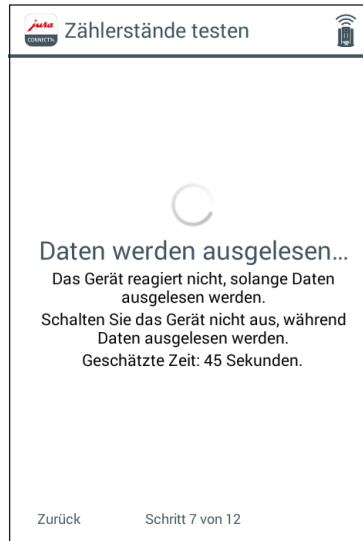 jura
CONNECT
Zählerstände testen
Daten werden ausgelesen...
Das Gerät reagiert nicht, solange Daten
ausgelesen werden.
Schalten Sie das Gerät nicht aus, während
Daten ausgelesen werden.
Geschätzte Zeit: 45 Sekunden.
Zurück Schritt 7 von 12